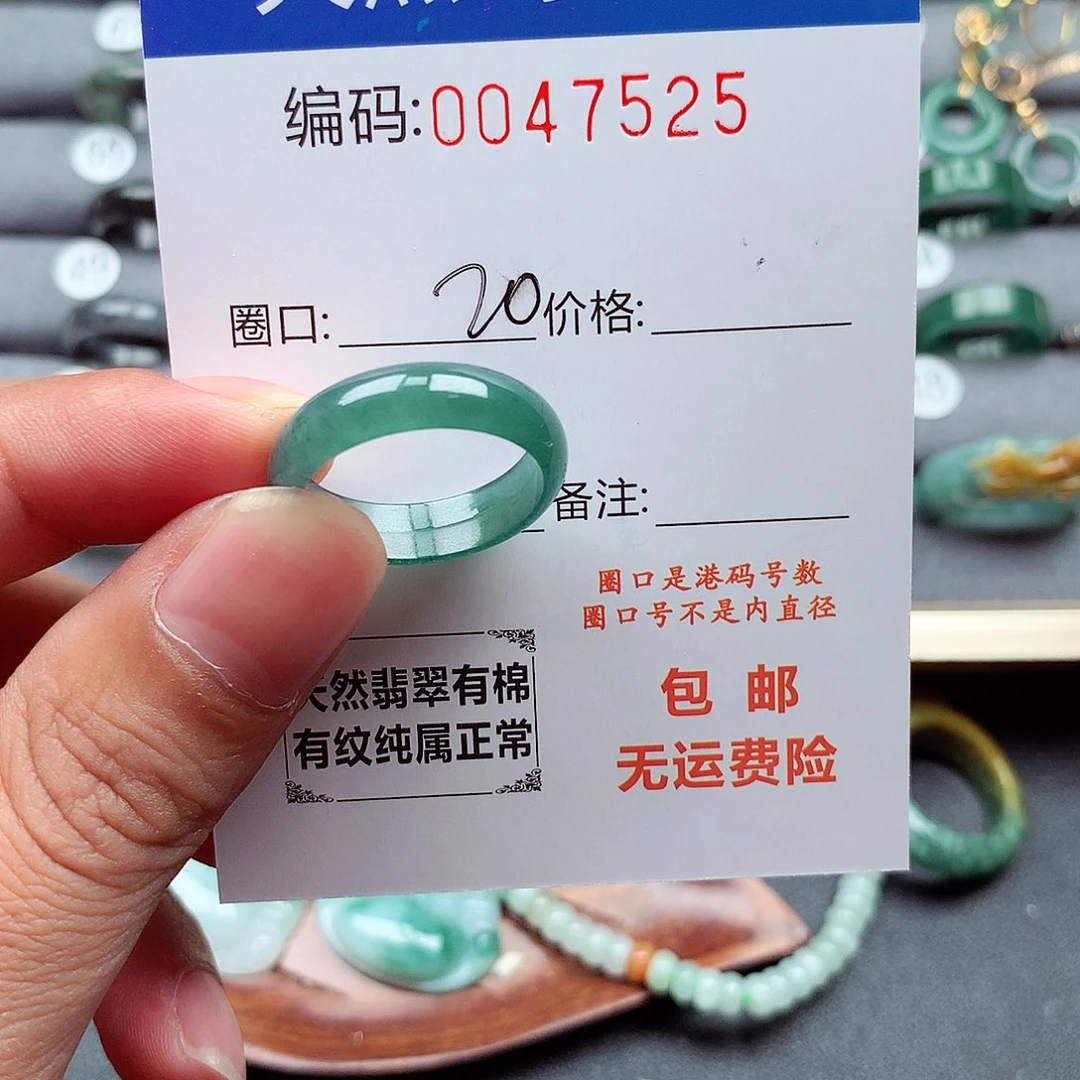 编码:0047525
圈口: 20 价格:
备注:
圈口是港码号数
圈口号不是内直径
天然翡翠有棉
有纹纯属正常
包 邮
无运费险